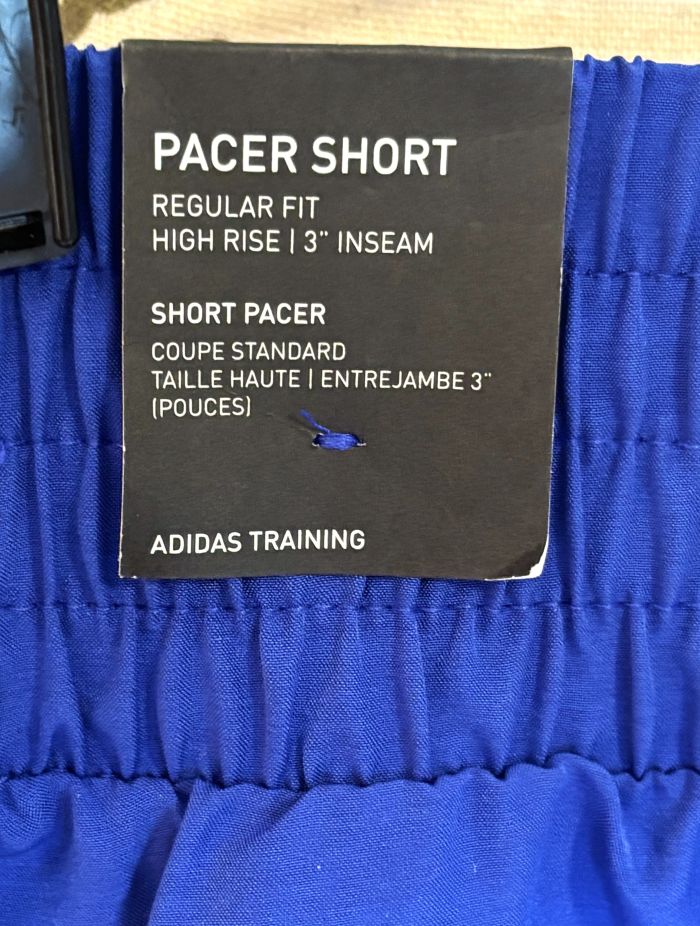 PACER SHORT
REGULAR FIT
HIGH RISE | 3" INSEAM
SHORT PACER
COUPE STANDARD
TAILLE HAUTE | ENTREJAMBE 3"
(POUCES)
ADIDAS TRAINING